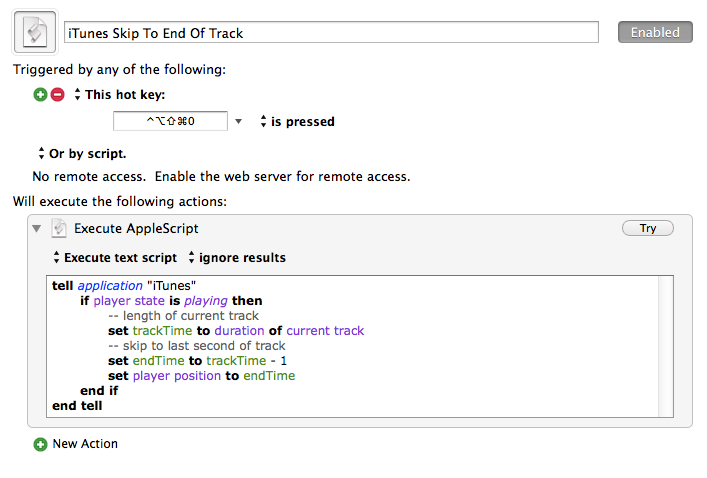 iTunes Skip To End Of Track
Enabled
Triggered by any of the following:
This hot key:
^⌥⇧⌘0 is pressed
Or by script.
No remote access. Enable the web server for remote access.
Will execute the following actions:
Execute AppleScript Try
Execute text script ignore results
tell application "iTunes"
if player state is playing then
-- length of current track
set trackTime to duration of current track
-- skip to last second of track
set endTime to trackTime - 1
set player position to endTime
end if
end tell
New Action